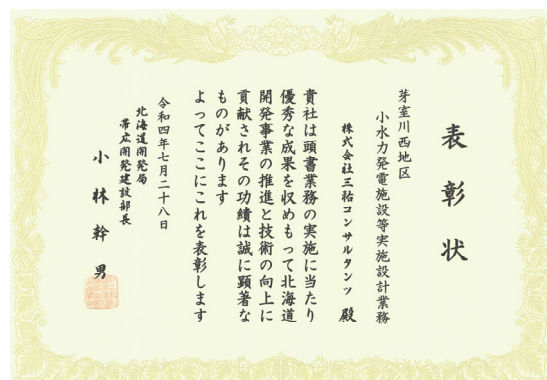 表彰状
芽室川西地区
小水力発電施設等実施設計業務
株式会社三祐コンサルタンツ 殿
貴社は頭書業務の実施に当たり
優秀な成果を収めもって北海道
開発事業の推進と技術の向上に
貢献されその功績は誠に顕著な
ものがあります
よってここにこれを表彰します
令和四年七月二十八日
北海道開発局
帯広開発建設部長
小林幹男